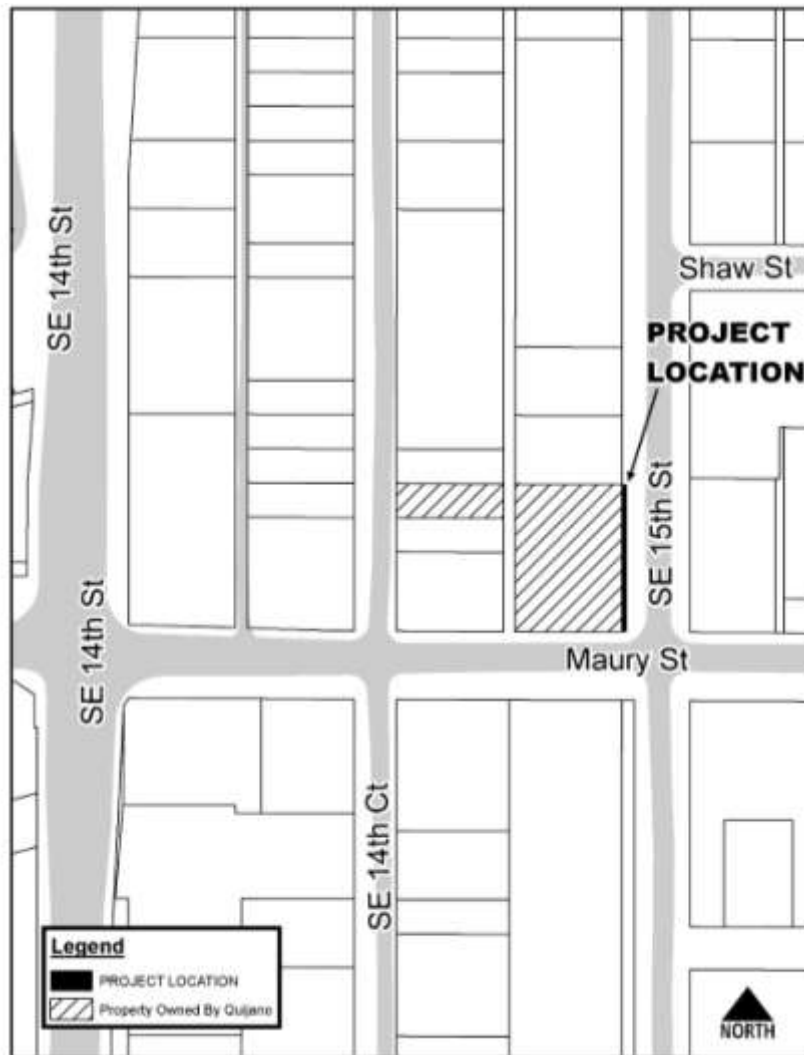 SE 14th St
Shaw St
PROJECT
LOCATION
SE 15th St
SE 14th St
Maury St
SE 14th Ct
Legend
PROJECT LOCATION
Property Owned By Quijano
NORTH